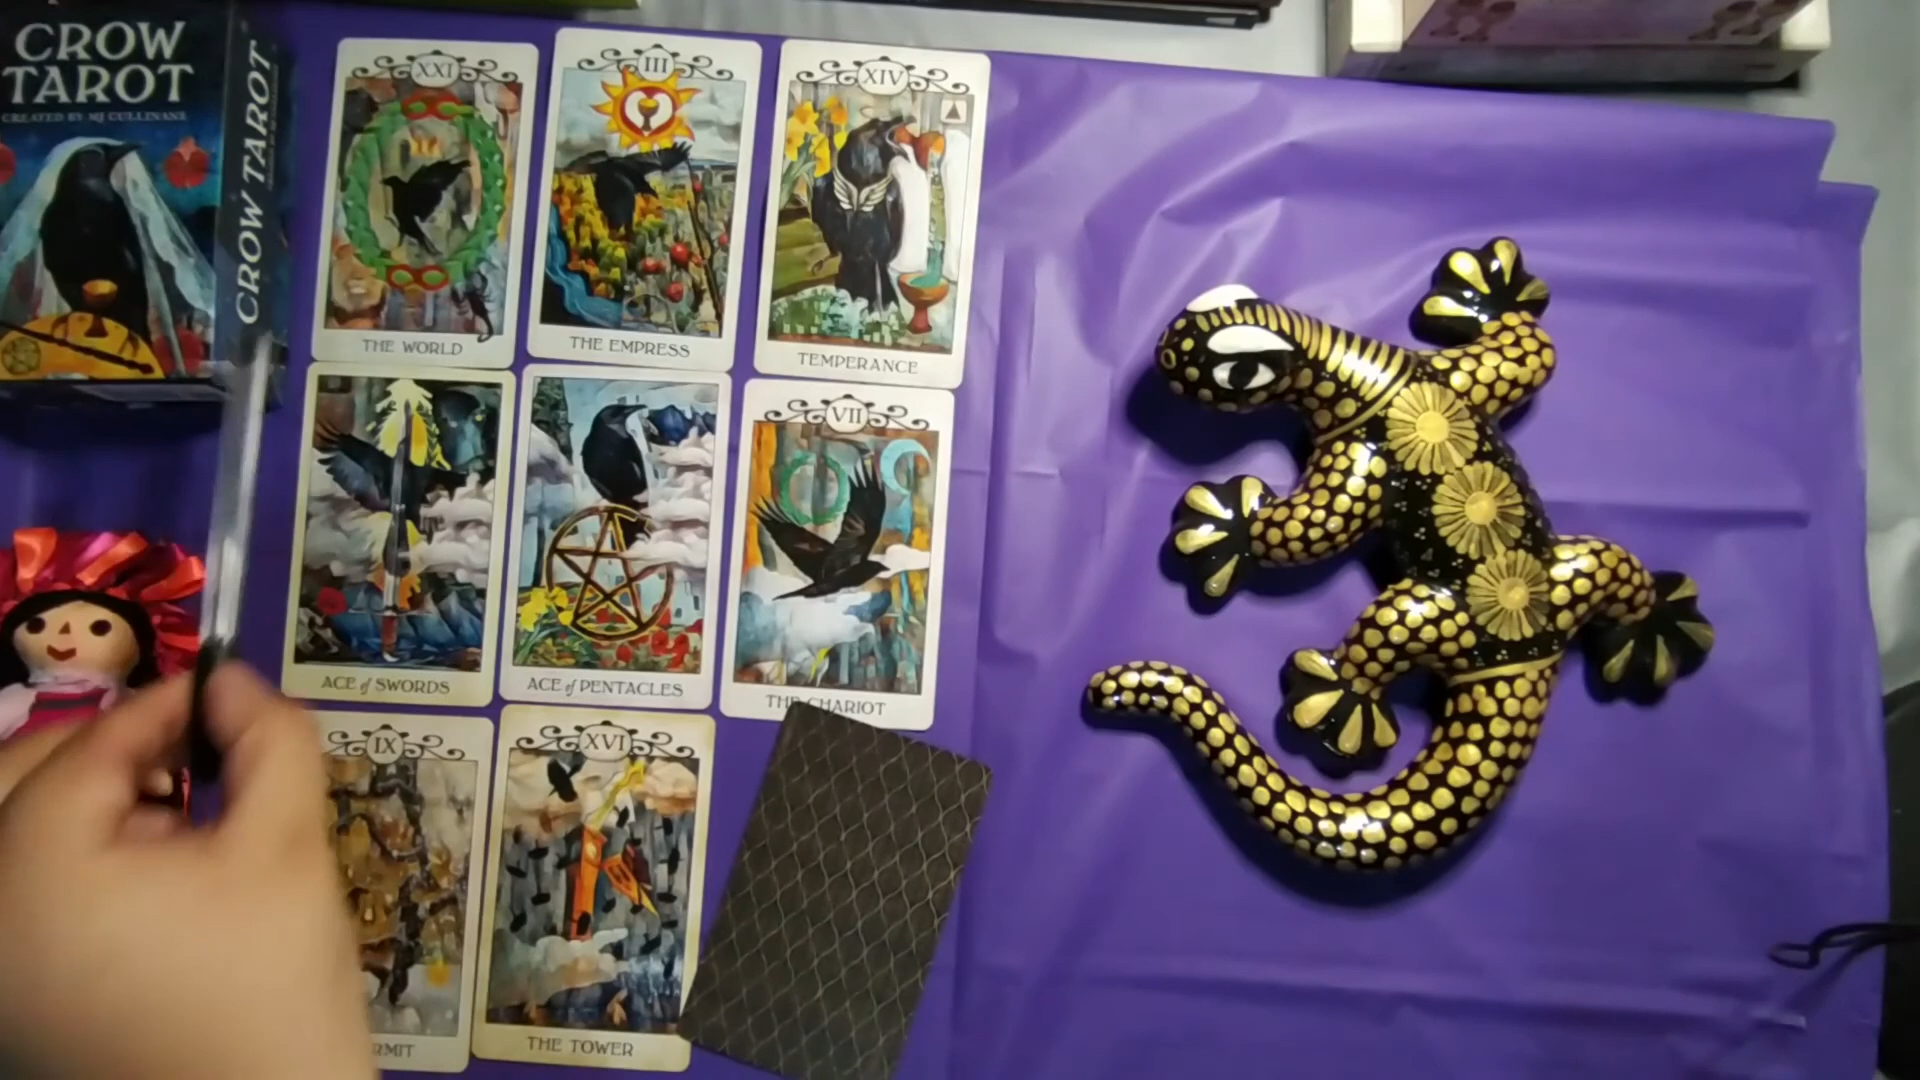 CROW
TAROT
CREATED BY MJ CULLINANE
CROW TAROT
XXI
THE WORLD
III
THE EMPRESS
XIV
TEMPERANCE
ACE of SWORDS
ACE of PENTACLES
VII
THE CHARIOT
IX
RMIT
XVI
THE TOWER